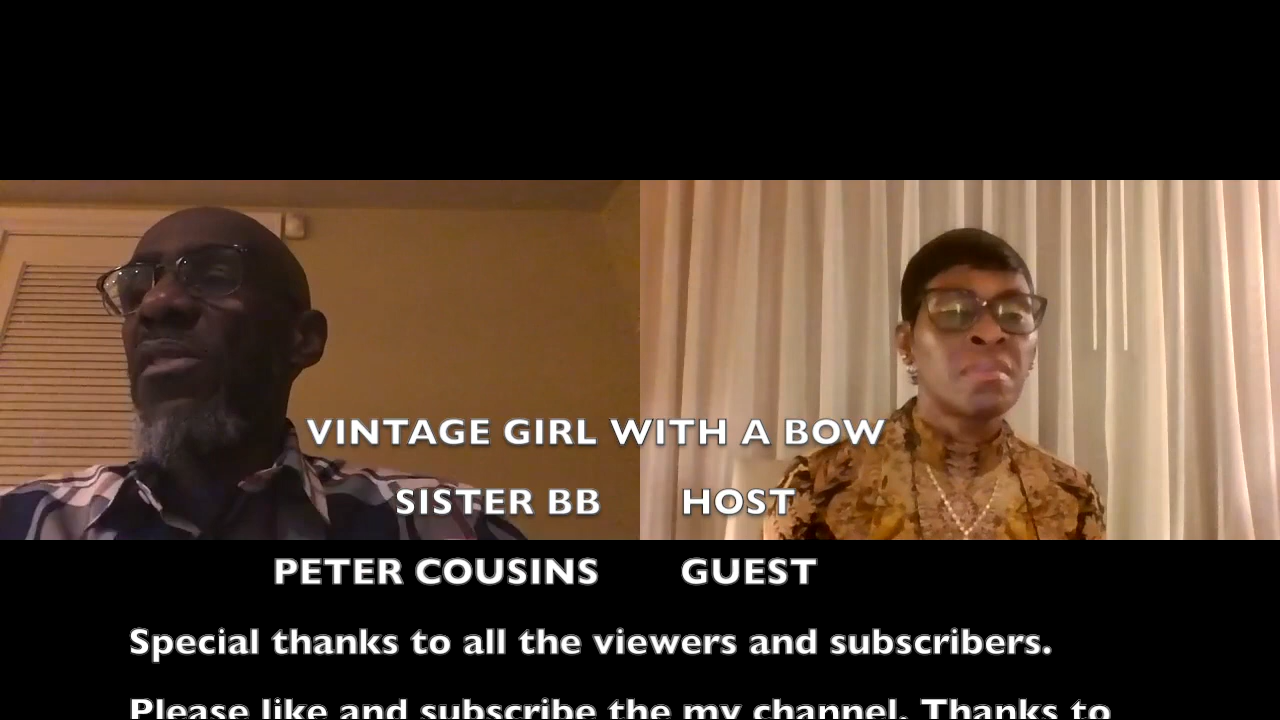 VINTAGE GIRL WITH A BOW
SISTER BB HOST
PETER COUSINS GUEST
Special thanks to all the viewers and subscribers.
Please like and subscribe the my channel. Thanks to